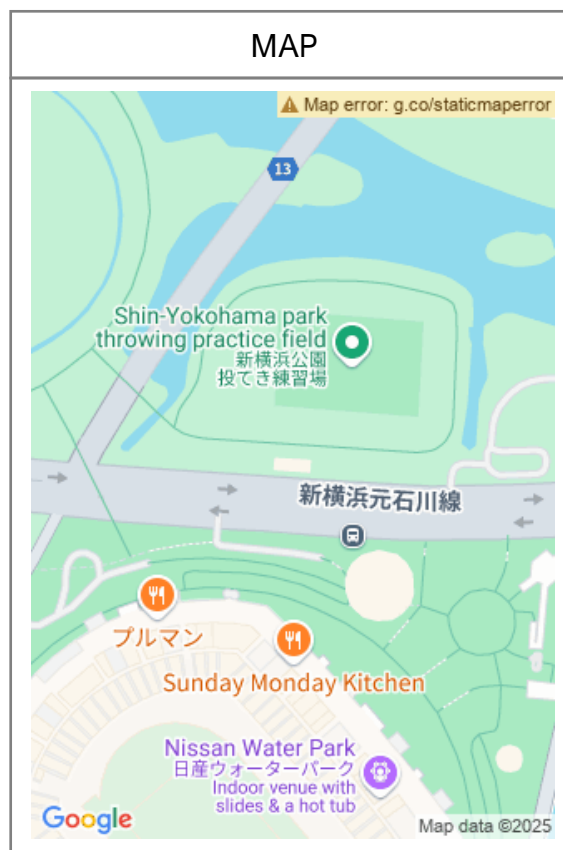 MAP
Map error: g.co/staticmaperror
13
Shin-Yokohama park
throwing practice field
新横浜公園
投てき練習場
新横浜元石川線
プルマン
Sunday Monday Kitchen
Nissan Water Park
日産ウォーターパーク
Indoor venue with
slides & a hot tub
Google
Map data ©2025